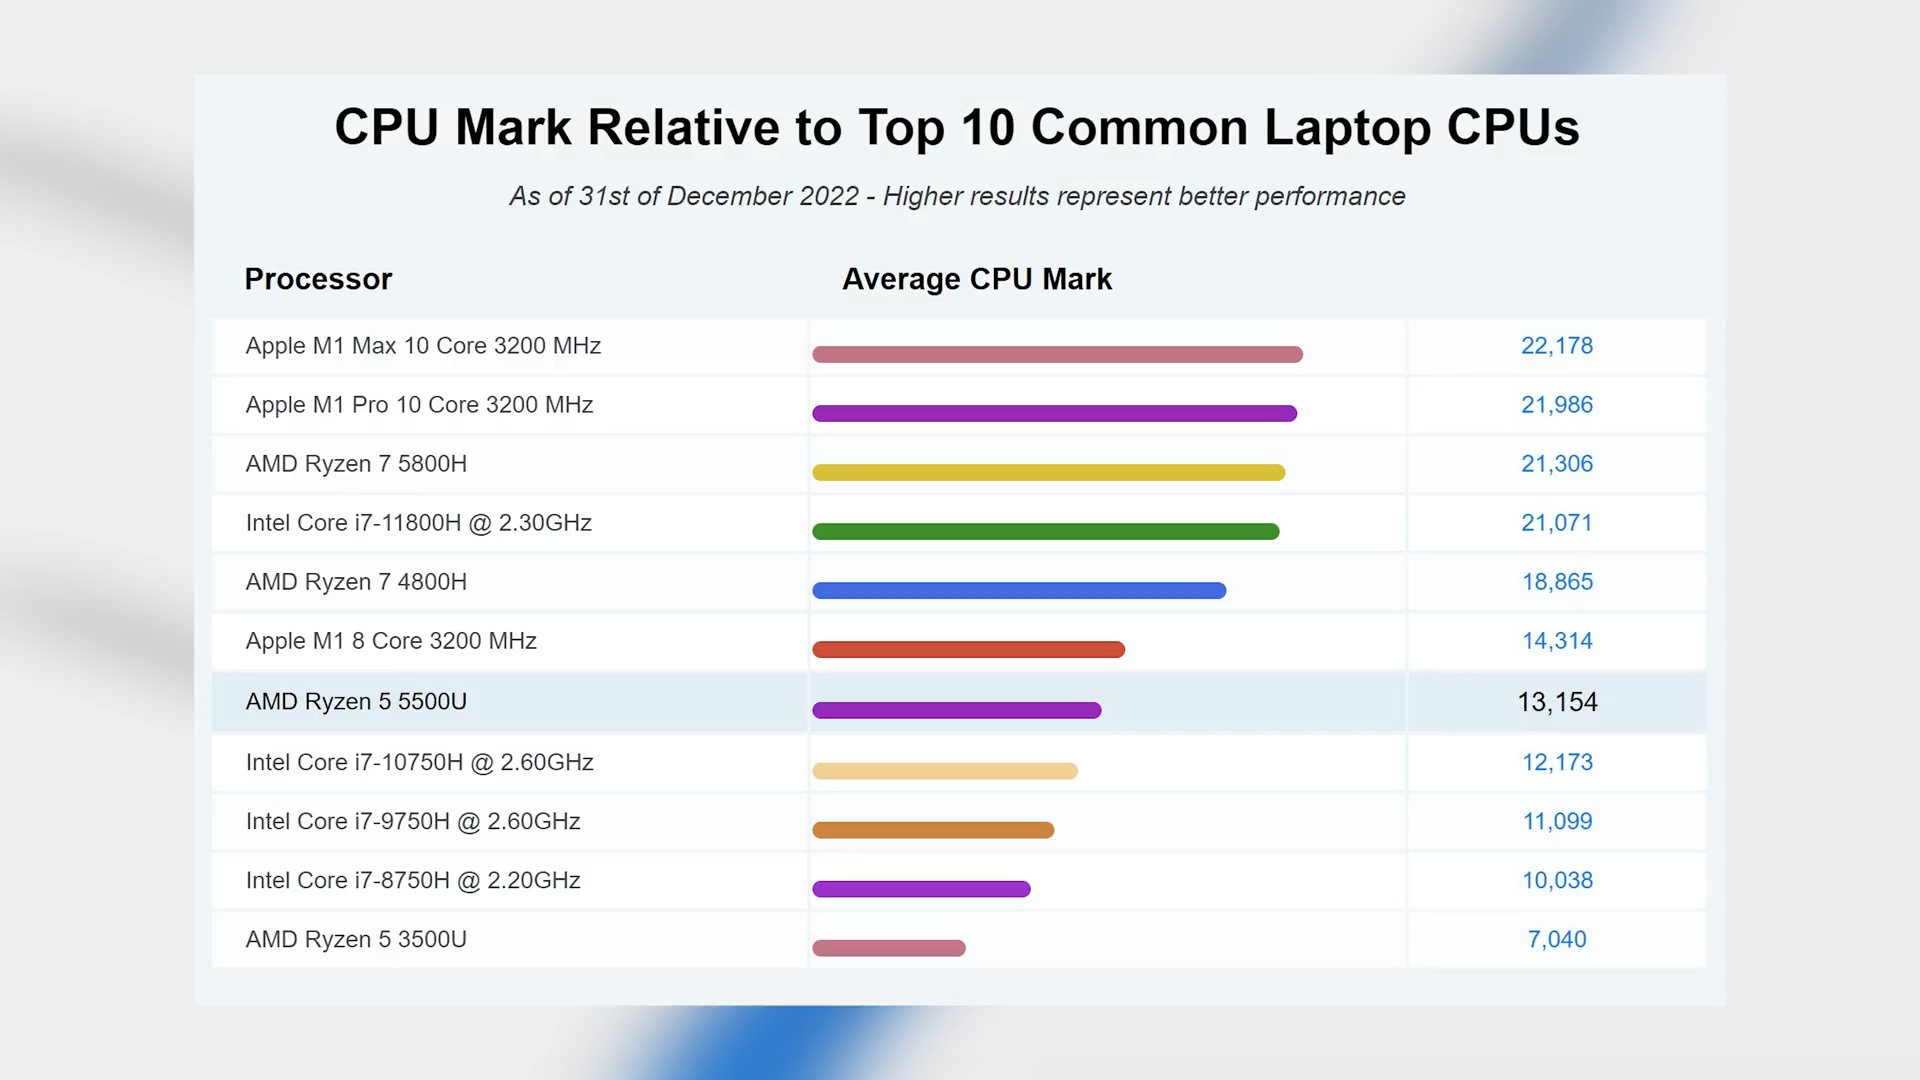 CPU Mark Relative to Top 10 Common Laptop CPUs
As of 31st of December 2022 - Higher results represent better performance
Processor Average CPU Mark
Apple M1 Max 10 Core 3200 MHz 22,178
Apple M1 Pro 10 Core 3200 MHz 21,986
AMD Ryzen 7 5800H 21,306
Intel Core i7-11800H @ 2.30GHz 21,071
AMD Ryzen 7 4800H 18,865
Apple M1 8 Core 3200 MHz 14,314
AMD Ryzen 5 5500U 13,154
Intel Core i7-10750H @ 2.60GHz 12,173
Intel Core i7-9750H @ 2.60GHz 11,099
Intel Core i7-8750H @ 2.20GHz 10,038
AMD Ryzen 5 3500U 7,040